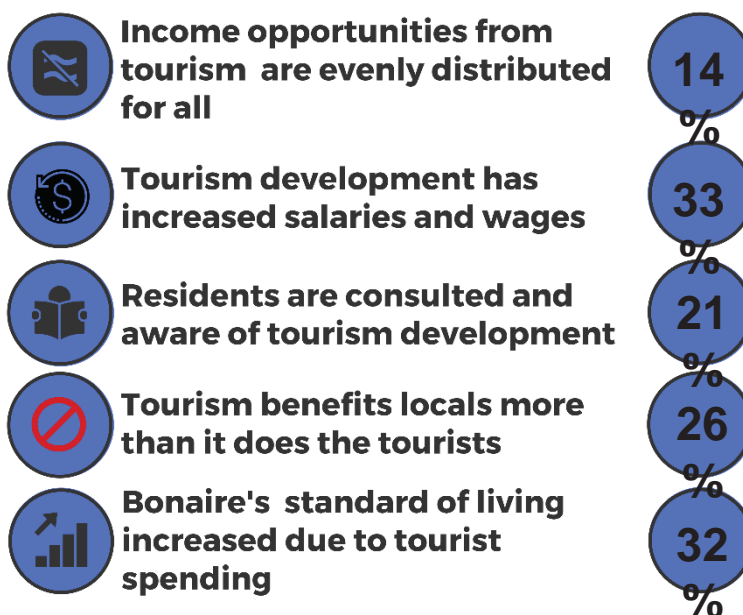 Income opportunities from
tourism are evenly distributed
for all
14
%
Tourism development has
increased salaries and wages
33
%
Residents are consulted and
aware of tourism development
21
%
Tourism benefits locals more
than it does the tourists
26
%
Bonaire's standard of living
increased due to tourist
spending
32
%